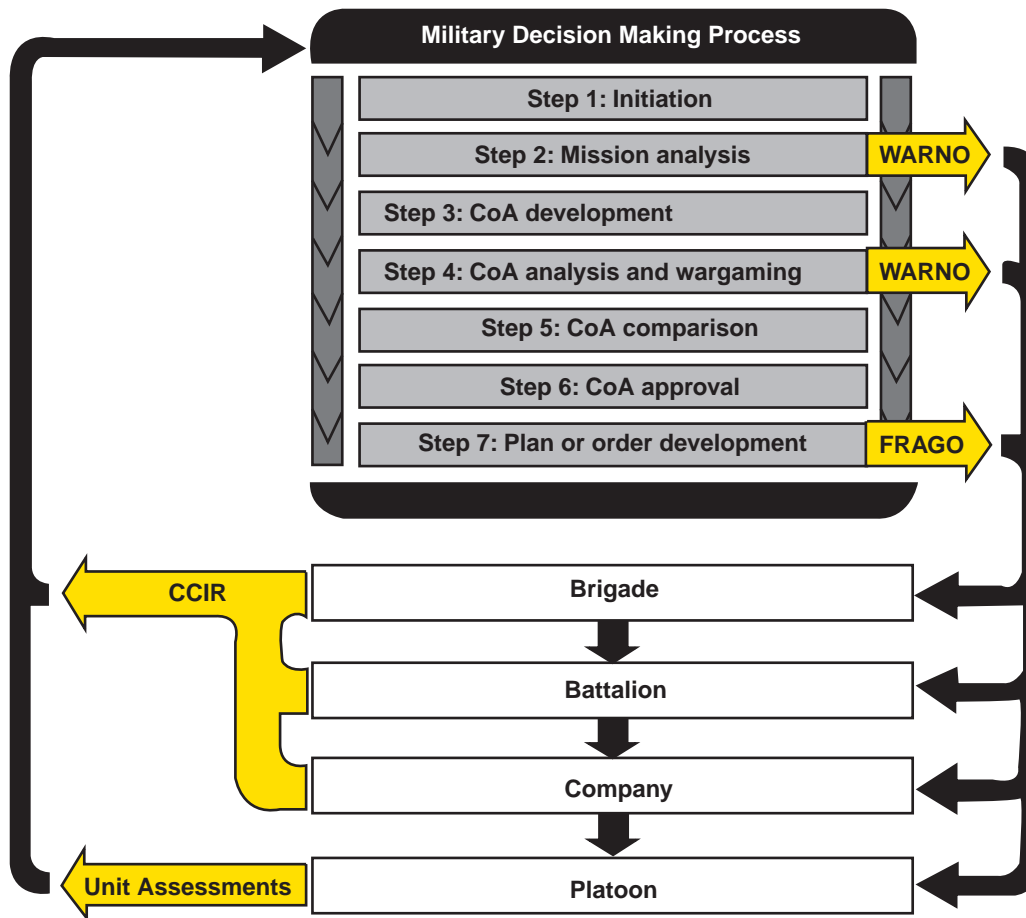 Military Decision Making Process
Step 1: Initiation
Step 2: Mission analysis
WARNO
Step 3: CoA development
Step 4: CoA analysis and wargaming
WARNO
Step 5: CoA comparison
Step 6: CoA approval
Step 7: Plan or order development
FRAGO
CCIR
Brigade
Battalion
Company
Unit Assessments
Platoon